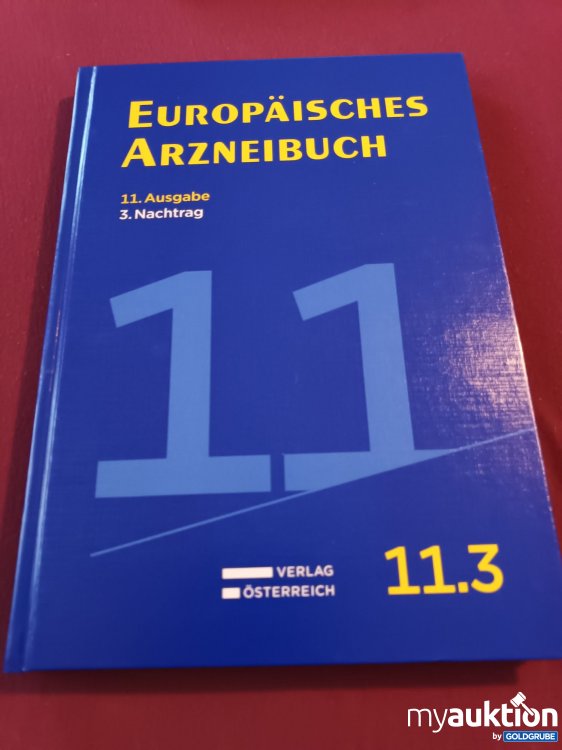 EUROPÄISCHES
ARZNEIBUCH
11. Ausgabe
3. Nachtrag
11
VERLAG
ÖSTERREICH
11.3
myauktion
by GOLDGRUBE